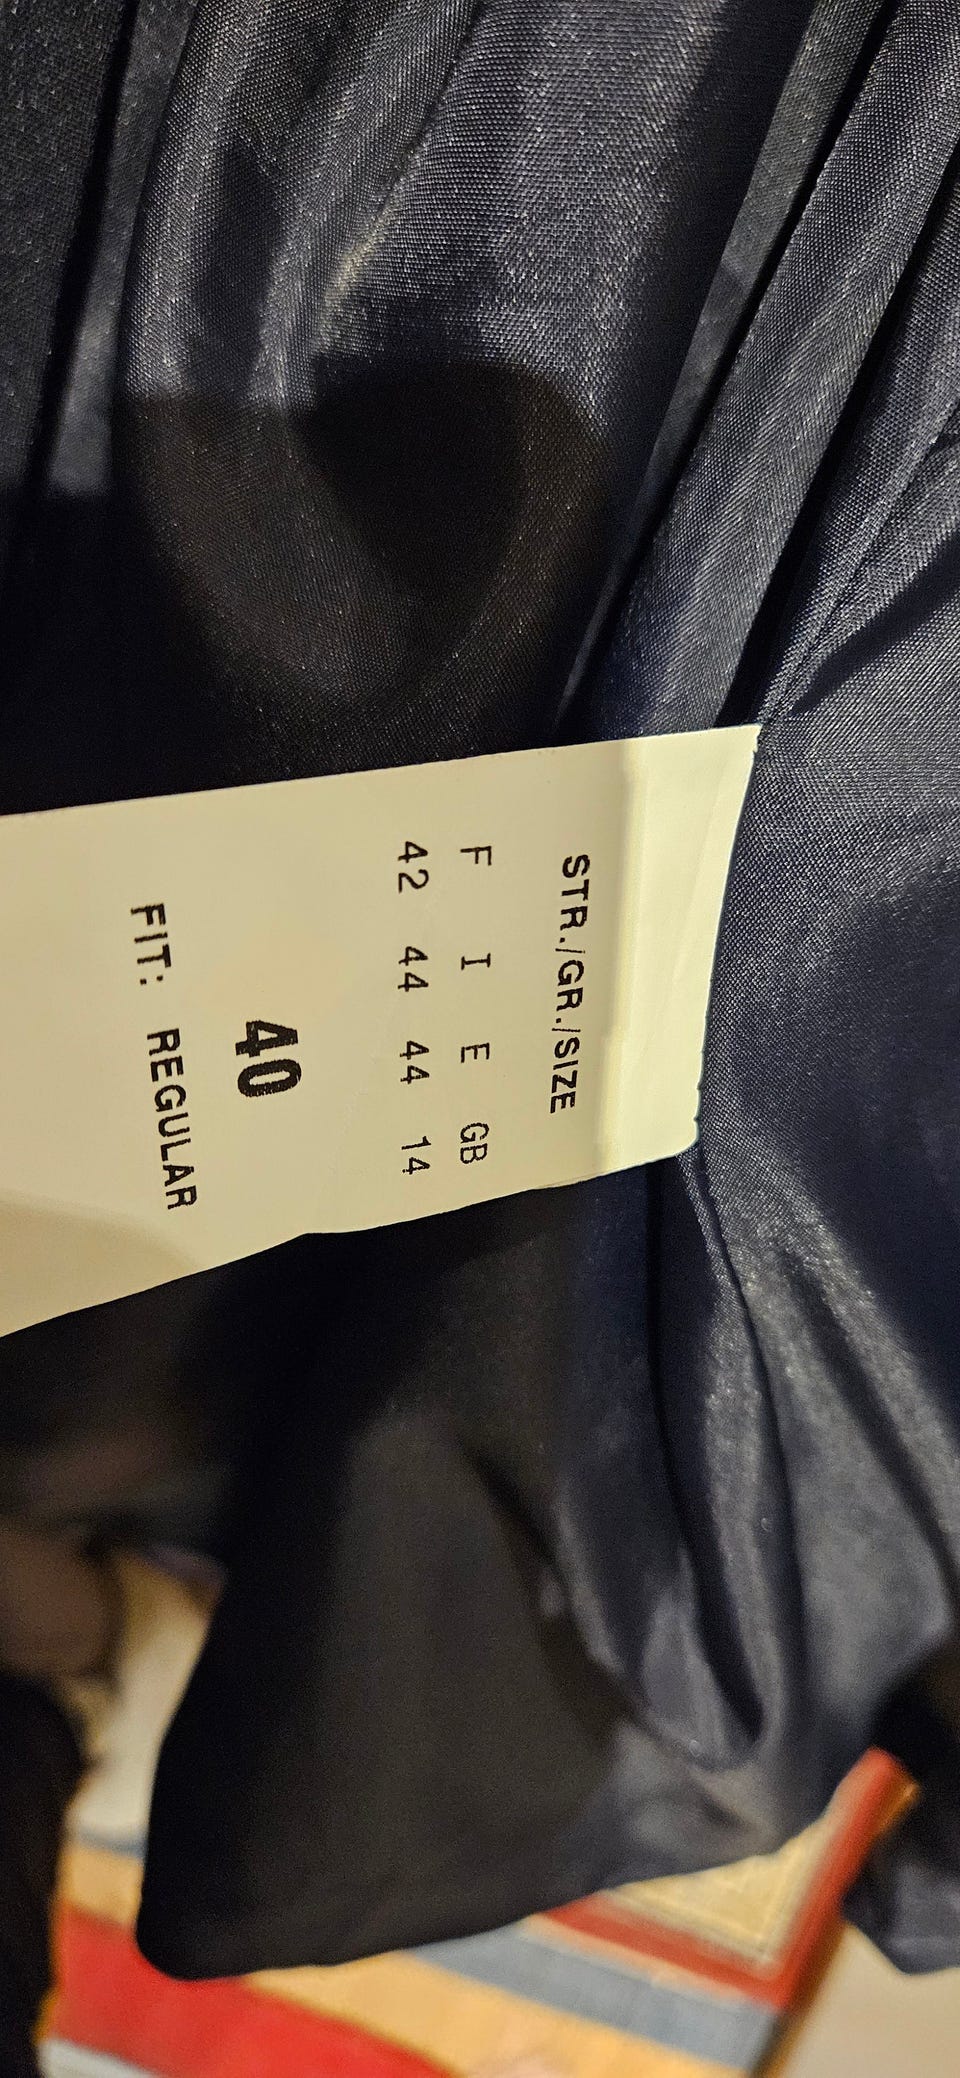 STR./GR./SIZE
F I E GB
42 44 44 14
40
FIT: REGULAR